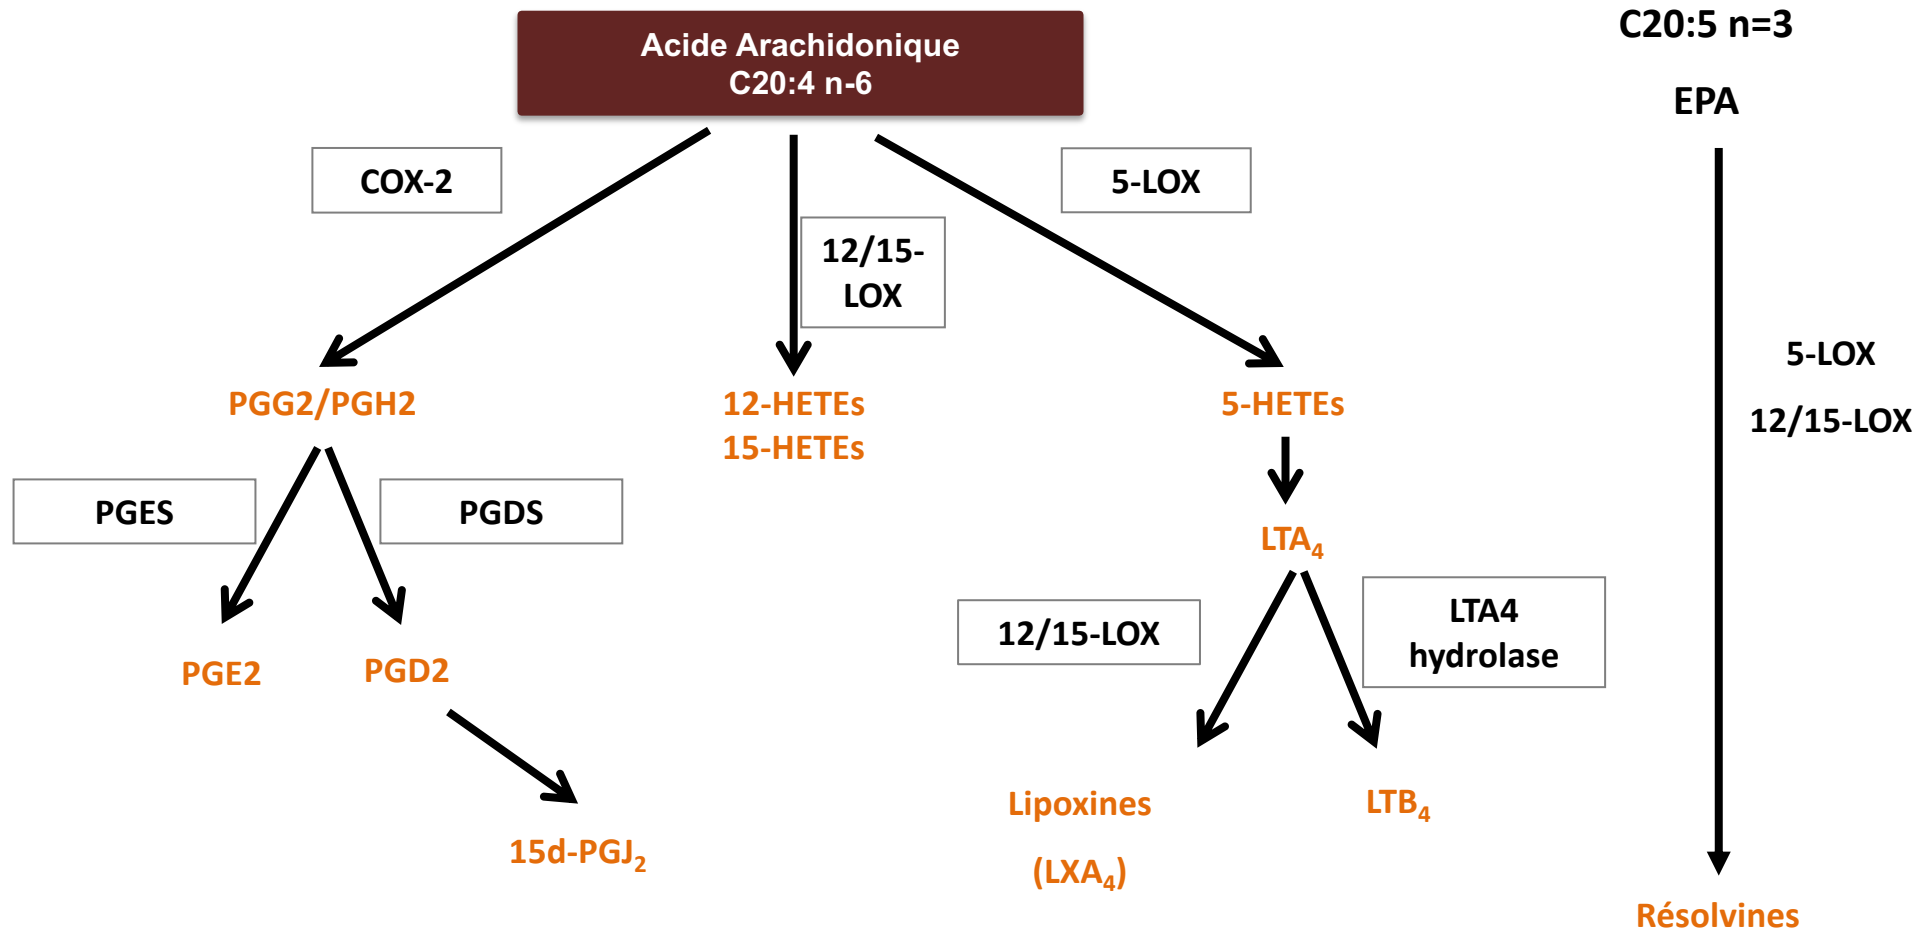 Acide Arachidonique
C20:4 n-6
C20:5 n=3
EPA
COX-2
5-LOX
12/15-
LOX
5-LOX
12/15-LOX
PGG2/PGH2
12-HETEs
15-HETEs
5-HETEs
PGES
PGDS
LTA₄
12/15-LOX
LTA4
hydrolase
PGE2
PGD2
Lipoxines
(LXA₄)
LTB₄
15d-PGJ₂
Résolvines